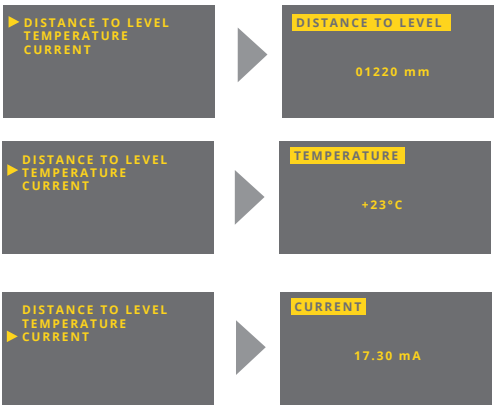 DISTANCE TO LEVEL
TEMPERATURE
CURRENT
DISTANCE TO LEVEL
01220 mm
DISTANCE TO LEVEL
TEMPERATURE
CURRENT
TEMPERATURE
+23°C
DISTANCE TO LEVEL
TEMPERATURE
CURRENT
CURRENT
17.30 mA